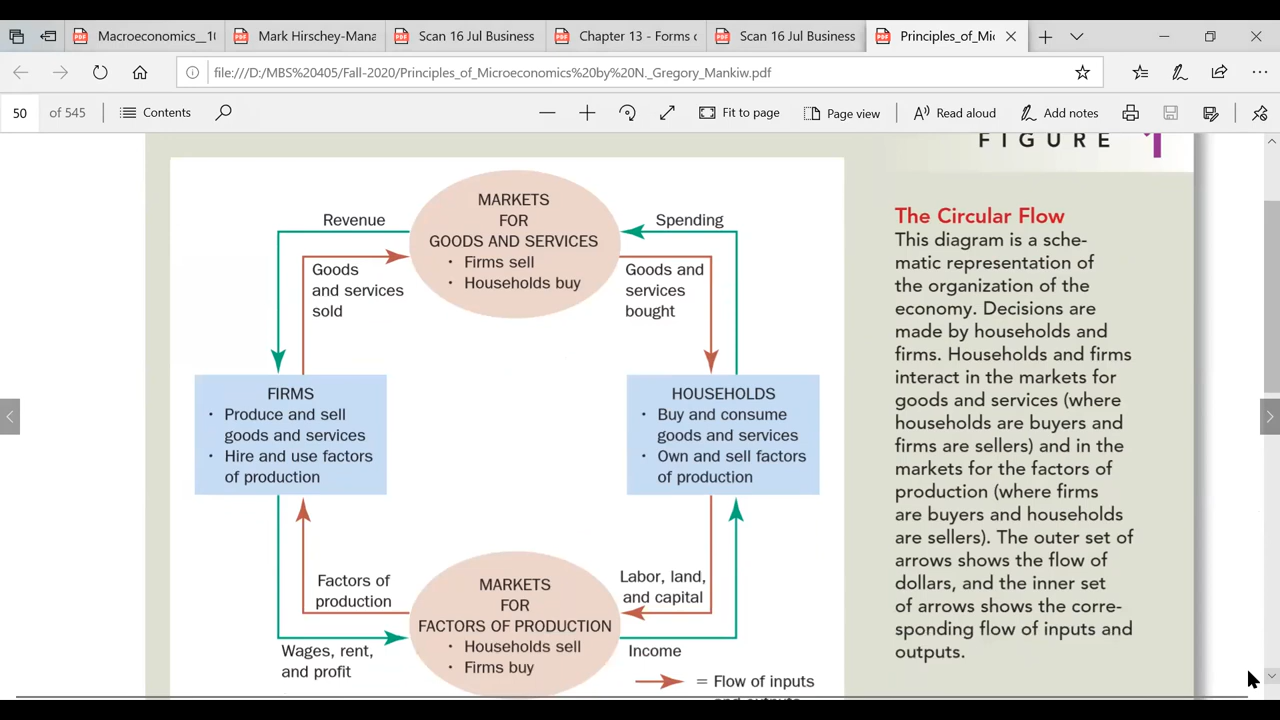 Macroeconomics__10
Mark Hirschey-Mana
Scan 16 Jul Business
Chapter 13 - Forms o
Scan 16 Jul Business
Principles_of_Mic
file:///D:/MBS%20405/Fall-2020/Principles_of_Microeconomics%20by%20N._Gregory_Mankiw.pdf
50 of 545 Contents Fit to page Page view Read aloud Add notes
FIGURE 1
MARKETS
FOR
GOODS AND SERVICES
• Firms sell
• Households buy
Revenue
Spending
Goods
and services
sold
Goods and
services
bought
FIRMS
• Produce and sell
goods and services
• Hire and use factors
of production
HOUSEHOLDS
• Buy and consume
goods and services
• Own and sell factors
of production
Factors of
production
Labor, land,
and capital
MARKETS
FOR
FACTORS OF PRODUCTION
• Households sell
• Firms buy
Wages, rent,
and profit
Income
= Flow of inputs
The Circular Flow
This diagram is a sche-
matic representation of
the organization of the
economy. Decisions are
made by households and
firms. Households and firms
interact in the markets for
goods and services (where
households are buyers and
firms are sellers) and in the
markets for the factors of
production (where firms
are buyers and households
are sellers). The outer set of
arrows shows the flow of
dollars, and the inner set
of arrows shows the corre-
sponding flow of inputs and
outputs.